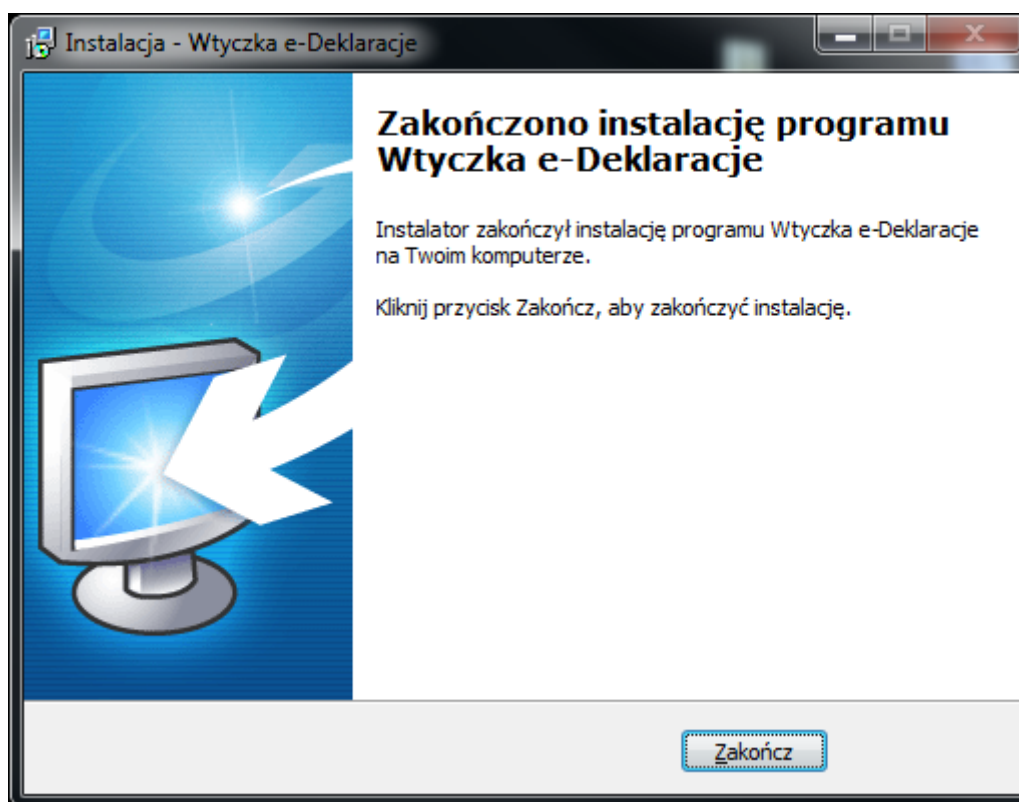 Instalacja - Wtyczka e-Deklaracje
Zakończono instalację programu
Wtyczka e-Deklaracje
Instalator zakończył instalację programu Wtyczka e-Deklaracje
na Twoim komputerze.
Kliknij przycisk Zakończ, aby zakończyć instalację.
Zakończ